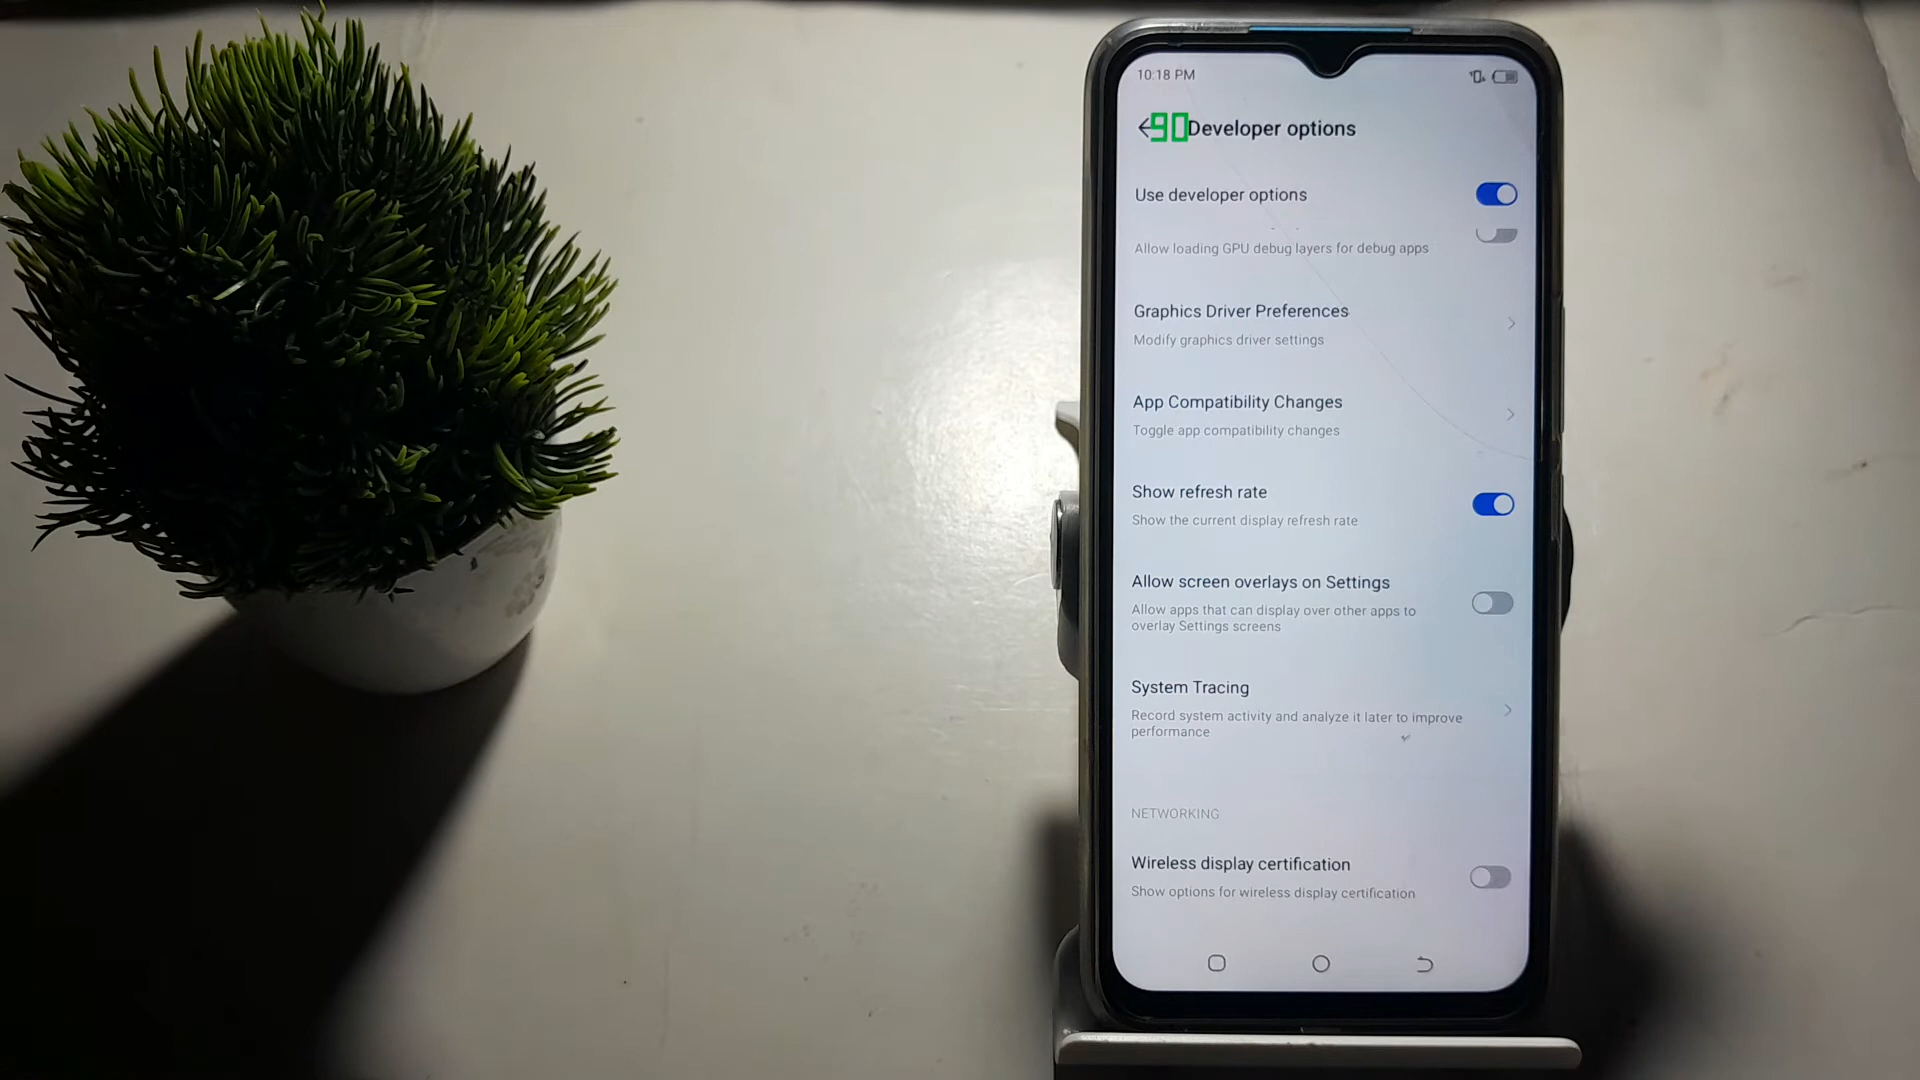 10:18 PM
90
Developer options
Use developer options
Allow loading GPU debug layers for debug apps
Graphics Driver Preferences
Modify graphics driver settings
App Compatibility Changes
Toggle app compatibility changes
Show refresh rate
Show the current display refresh rate
Allow screen overlays on Settings
Allow apps that can display over other apps to
overlay Settings screens
System Tracing
Record system activity and analyze it later to improve
performance
NETWORKING
Wireless display certification
Show options for wireless display certification